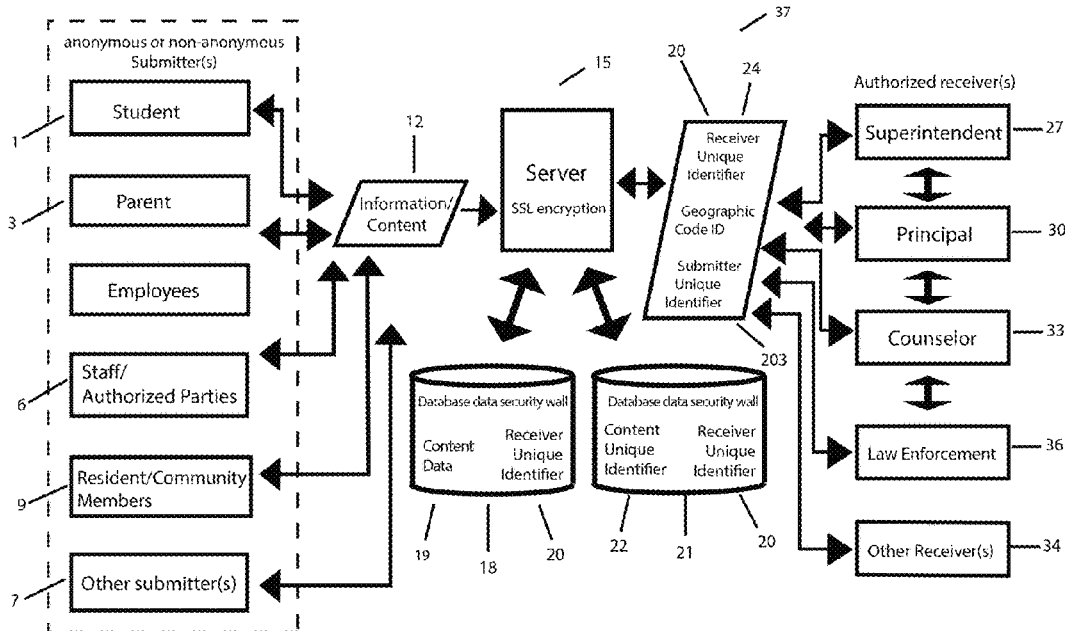 anonymous or non-anonymous
Submitter(s)
Student
1
Parent
3
Employees
Staff/
Authorized Parties
6
Resident/Community
Members
9
Other submitter(s)
7
12
Information/
Content
15
Server
SSL encryption
37
20
24
Receiver
Unique
Identifier
Geographic
Code ID
Submitter
Unique
Identifier
203
Database data security wall
Content
Data
Receiver
Unique
Identifier
19
18
20
Database data security wall
Content
Unique
Identifier
Receiver
Unique
Identifier
22
21
20
Authorized receiver(s)
Superintendent
27
Principal
30
Counselor
33
Law Enforcement
36
Other Receiver(s)
34